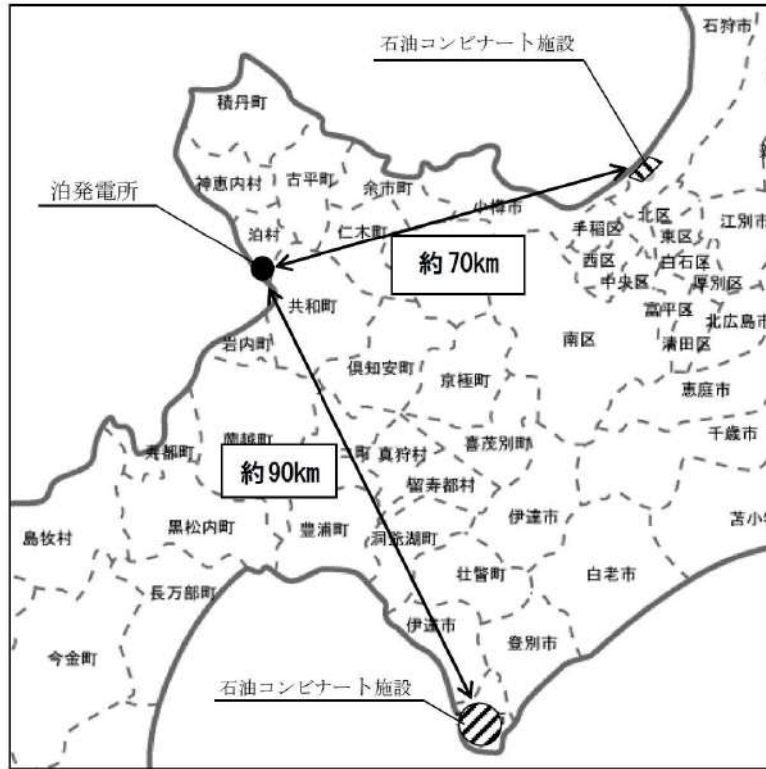 石狩市
石油コンビナート施設
積丹町
神恵内村
古平町
余市町
泊発電所
小樽市
北区
手稲区
江別市
東区
泊村
仁木町
西区
白石区
約70km
中央区
厚別区
共和町
富平区
北広島市
岩内町
南区
清田区
倶知安町
京極町
恵庭市
千歳市
寿都町
蘭越町
喜茂別町
真狩村
約90km
留寿都村
島牧村
黒松内町
豊浦町
洞爺湖町
伊達市
苫小牧
壮瞥町
白老市
長万部町
伊達市
登別市
今金町
石油コンビナート施設